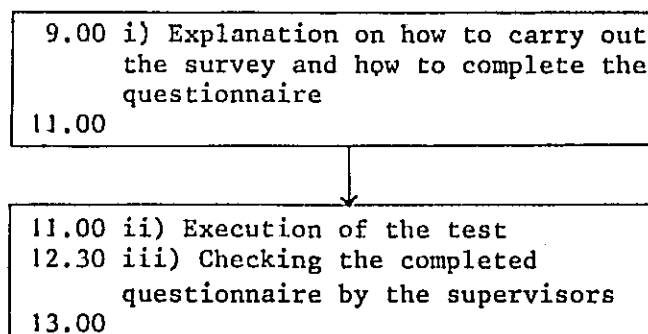 9.00 i) Explanation on how to carry out
the survey and how to complete the
questionnaire
11.00
11.00 ii) Execution of the test
12.30 iii) Checking the completed
questionnaire by the supervisors
13.00